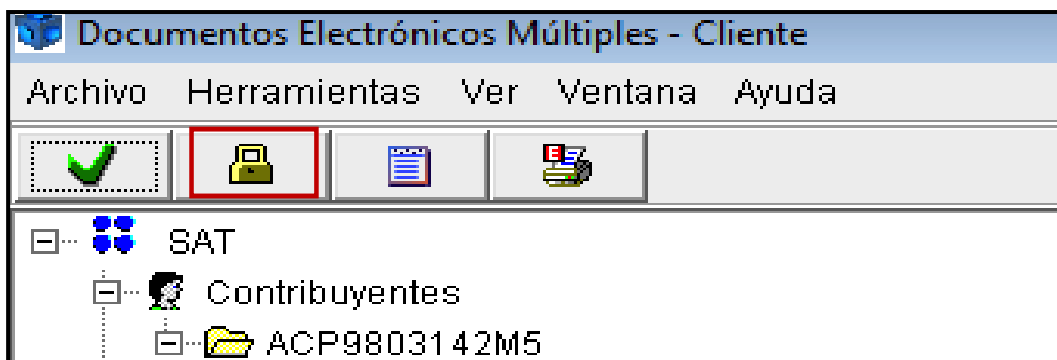 Documentos Electrónicos Múltiples - Cliente
Archivo Herramientas Ver Ventana Ayuda
E
SAT
Contribuyentes
ACP9803142M5